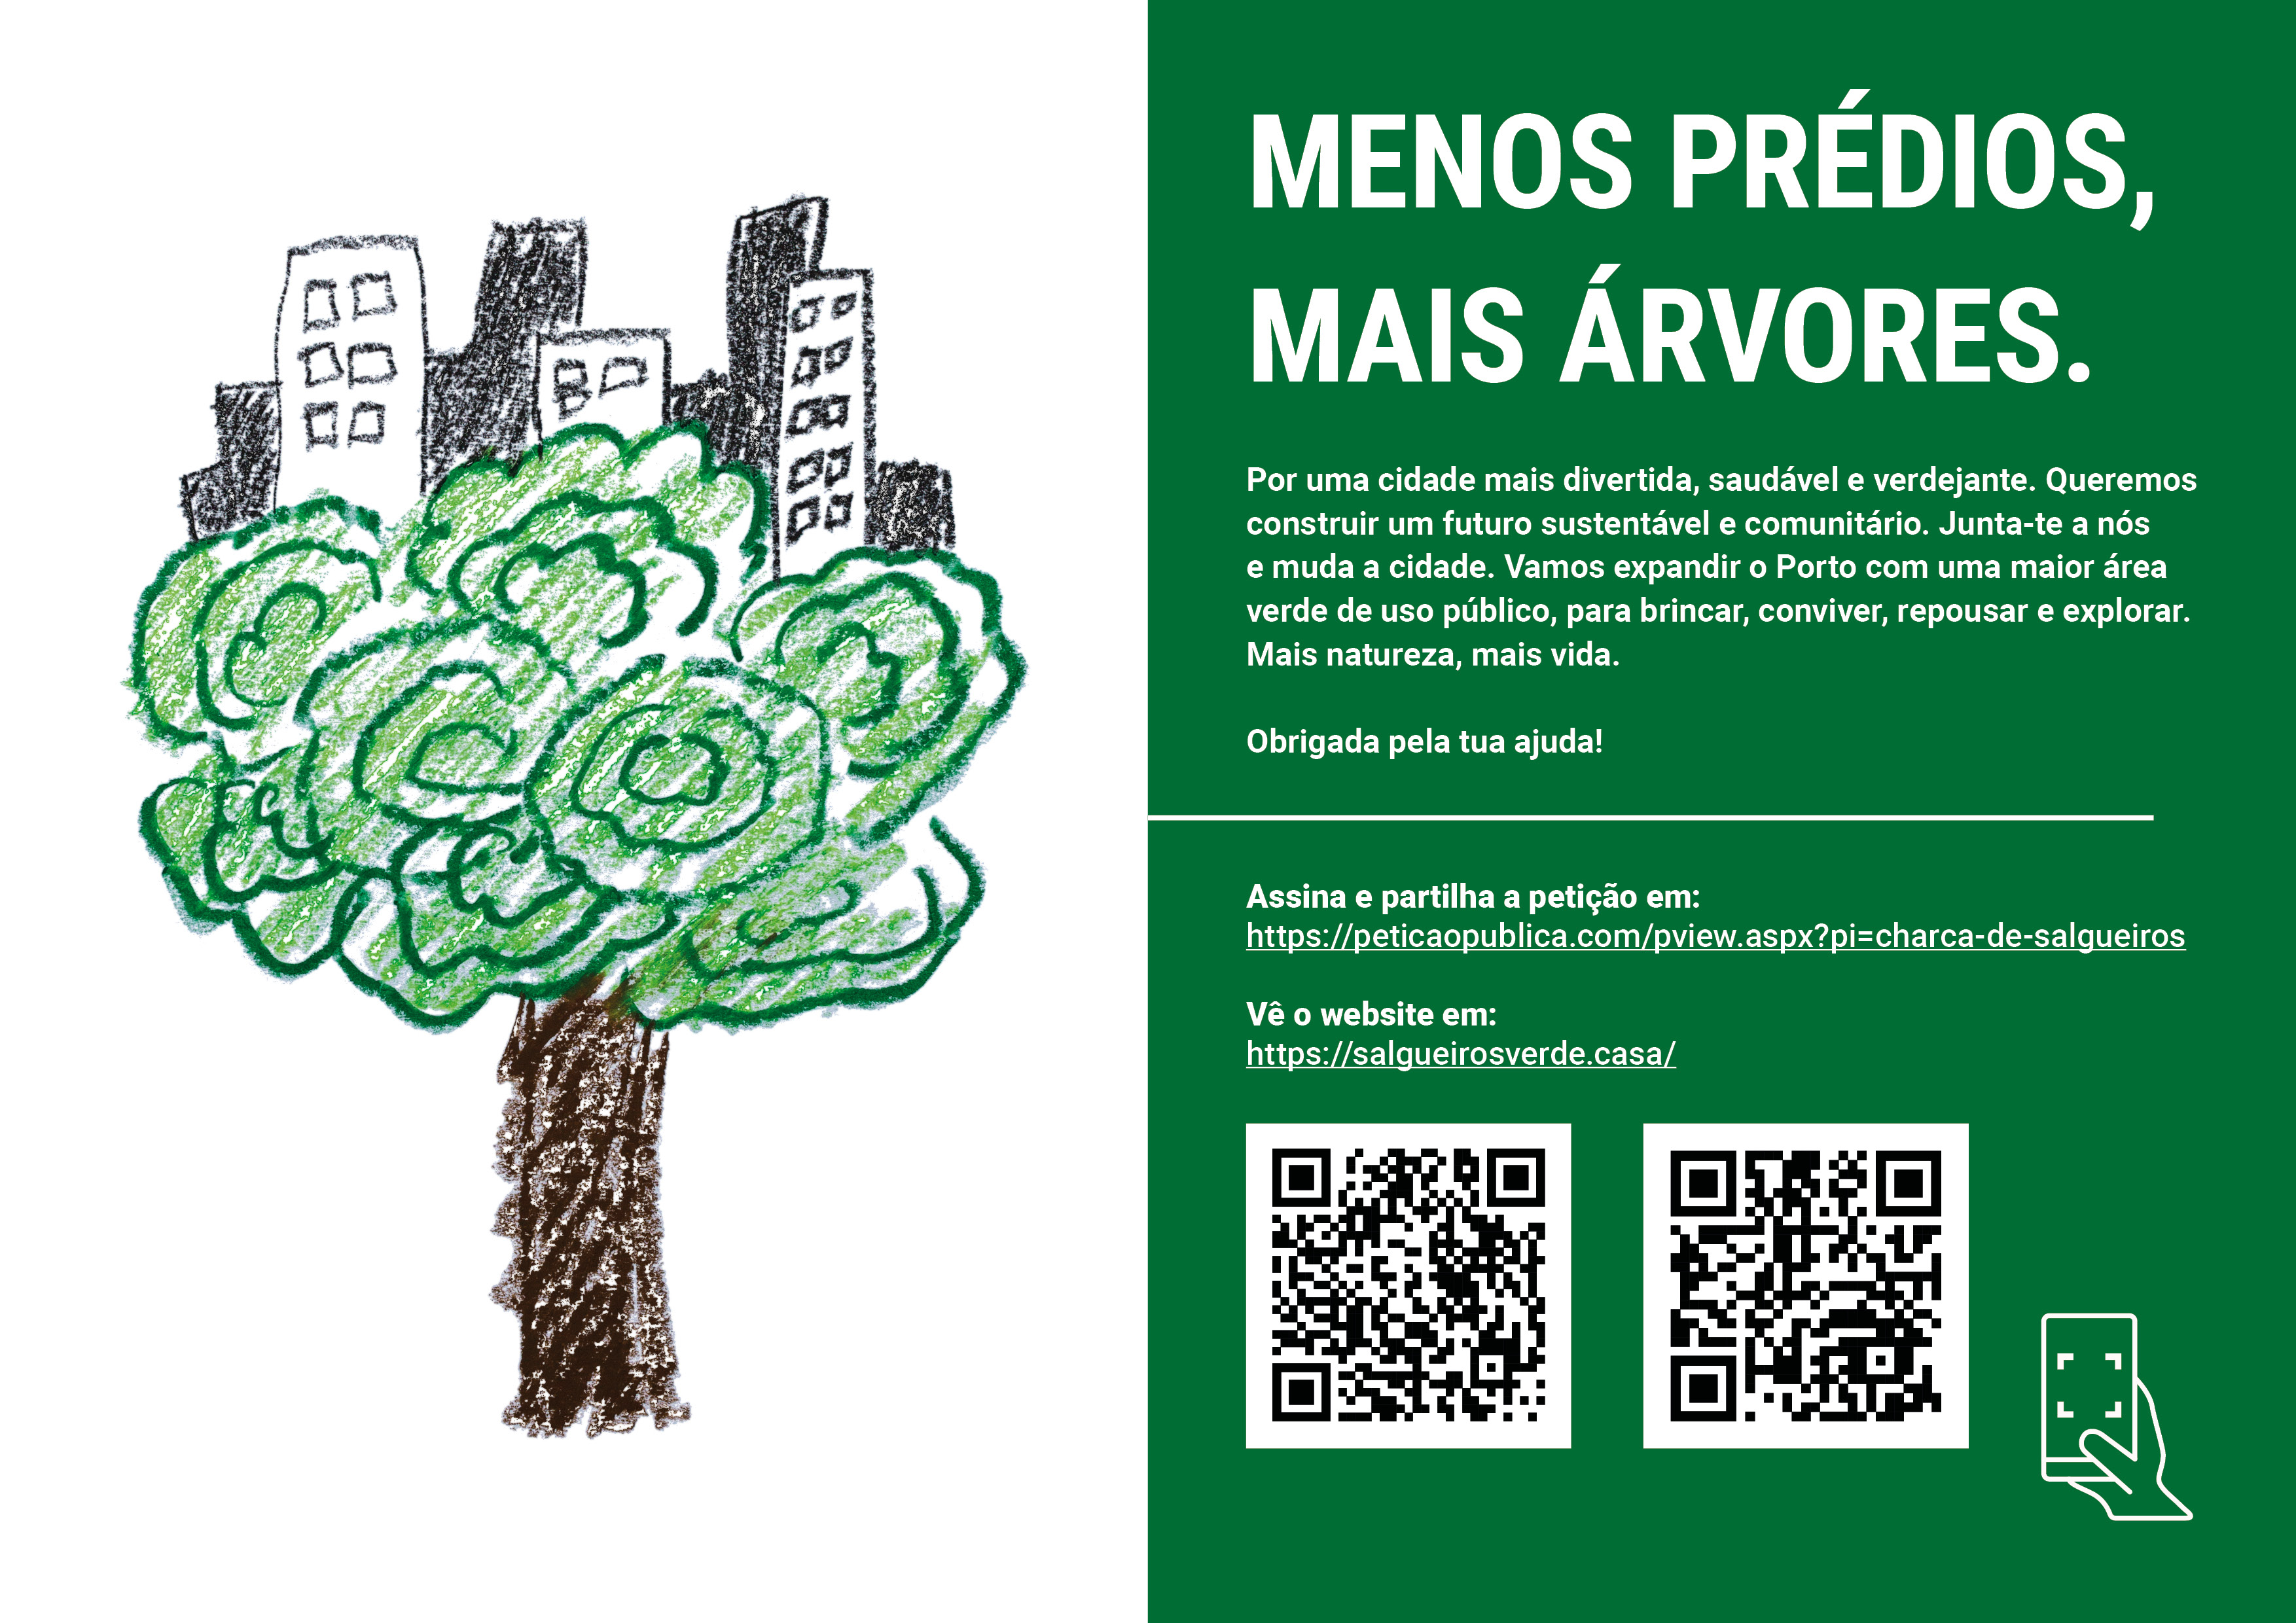 MENOS PRÉDIOS,
MAIS ÁRVORES.
Por uma cidade mais divertida, saudável e verdejante. Queremos
construir um futuro sustentável e comunitário. Junta-te a nós
e muda a cidade. Vamos expandir o Porto com uma maior área
verde de uso público, para brincar, conviver, repousar e explorar.
Mais natureza, mais vida.
Obrigada pela tua ajuda!
Assina e partilha a petição em:
https://peticaopublica.com/pview.aspx?pi=charca-de-salgueiros
Vê o website em:
https://salgueirosverde.casa/